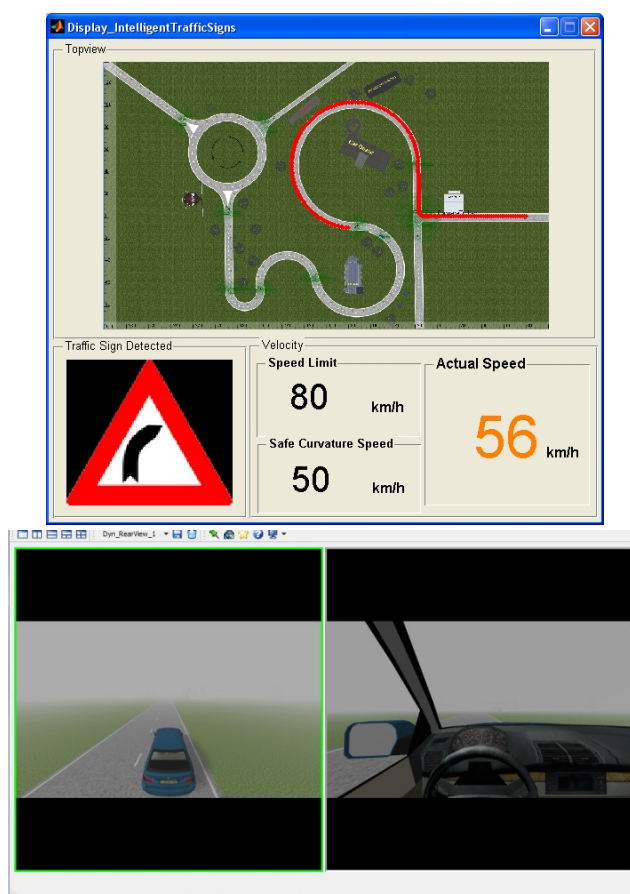 Display_IntelligentTrafficSigns
Topview
Traffic Sign Detected
Velocity
Speed Limit
80
km/h
Safe Curvature Speed
50
km/h
Actual Speed
56
km/h
Dyn_RearView_1